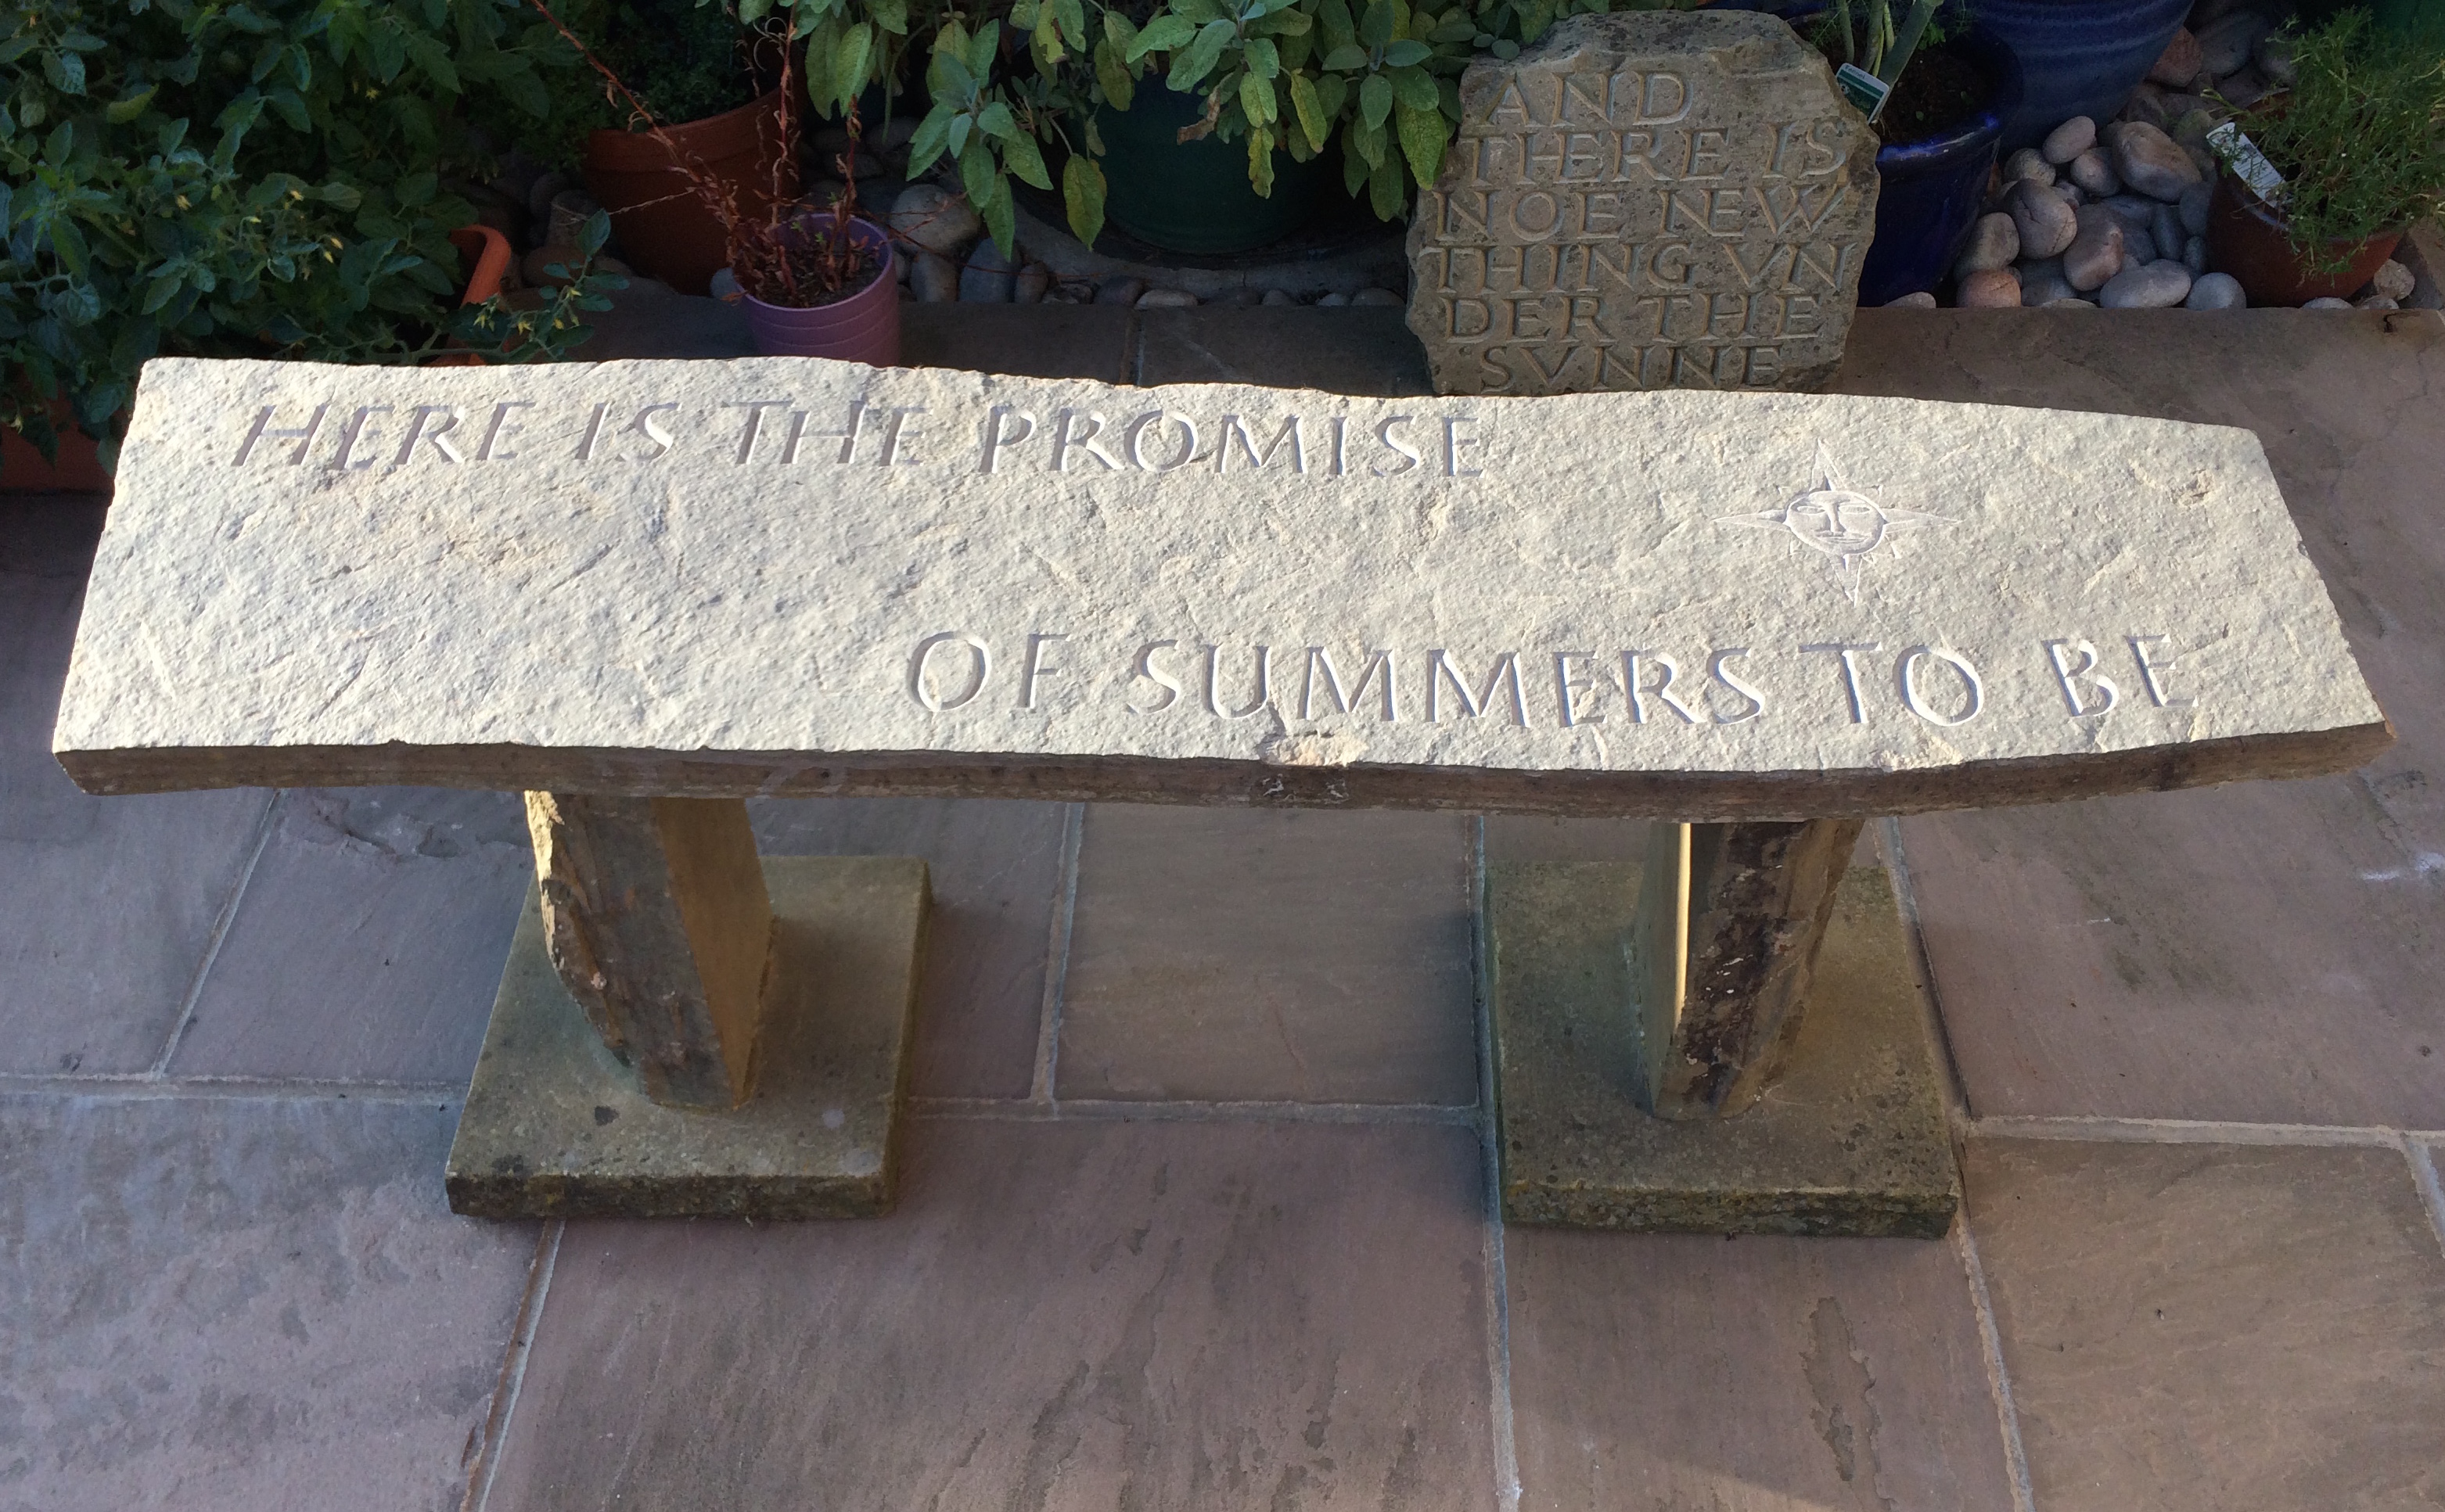 AND
THERE IS
NOE NEW
THING VN
DER THE
SVNNE
HERE IS THE PROMISE
OF SUMMERS TO BE